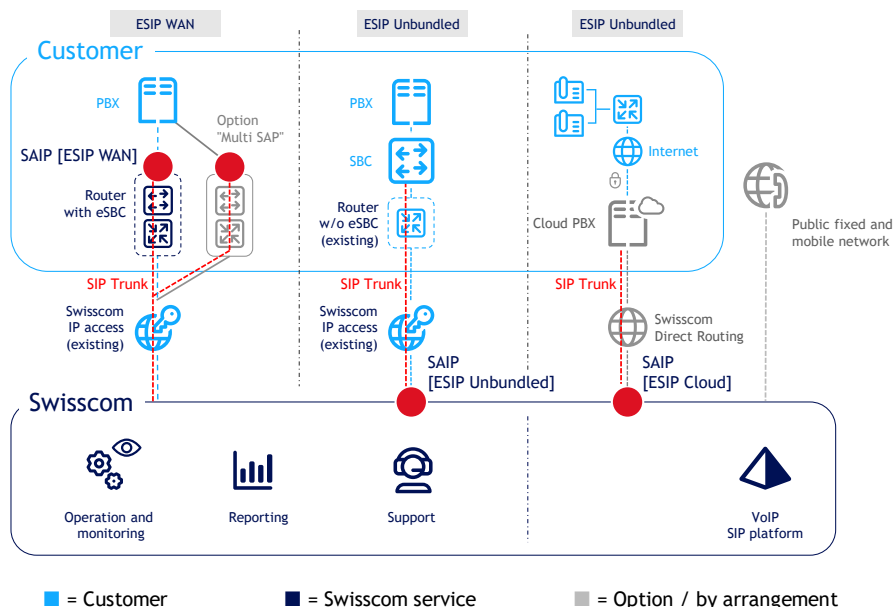 ESIP WAN
ESIP Unbundled
ESIP Unbundled
Customer
PBX
Option
"Multi SAP"
SAIP [ESIP WAN]
Router
with eSBC
PBX
SBC
Router
w/o eSBC
(existing)
Internet
Cloud PBX
Public fixed and
mobile network
SIP Trunk
SIP Trunk
SIP Trunk
Swisscom
IP access
(existing)
Swisscom
IP access
(existing)
Swisscom
Direct Routing
SAIP
[ESIP Unbundled]
SAIP
[ESIP Cloud]
Swisscom
Operation and
monitoring
Reporting
Support
VoIP
SIP platform
= Customer
= Swisscom service
= Option / by arrangement